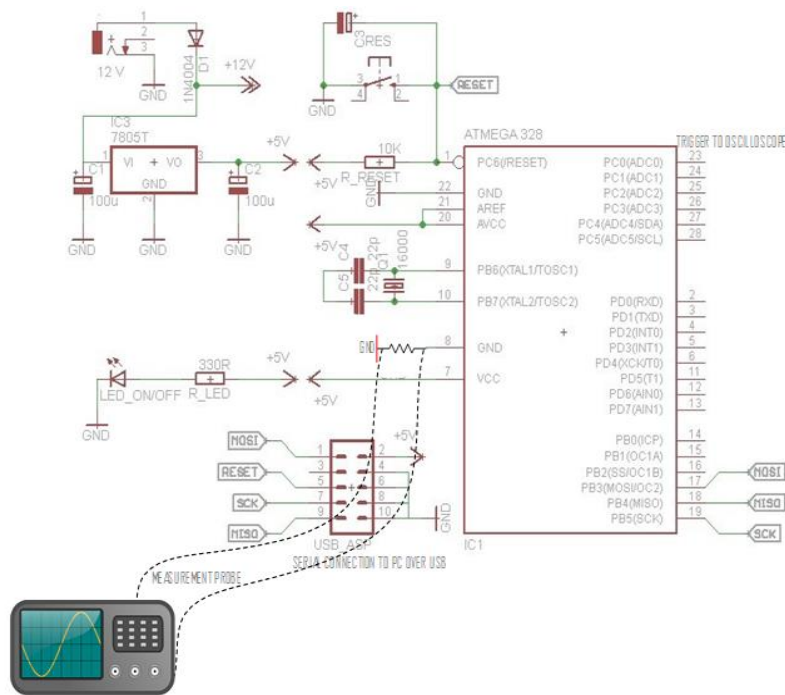 1
2
3
12 V
GND
1N4004
D1
+12V
IC3
7805T
VI
VO
GND
1
3
2
C1
100u
C2
100u
GND
GND
GND
+5V
C3
RES
3
1
4
2
GND
RESET
+5V
10K
R_RESET
1
GND
22
21
20
+5V
C4
22p
C5
22p
Q1
16000
9
10
GND
8
7
330R
+5V
+5V
LED_ON/OFF
R_LED
GND
ATMEGA 328
TRIGGER TO OSCILLOSCOPE
PC6(/RESET)
GND
AREF
AVCC
PB6(XTAL1/TOSC1)
PB7(XTAL2/TOSC2)
GND
VCC
PC0(ADC0) 23
PC1(ADC1) 24
PC2(ADC2) 25
PC3(ADC3) 26
PC4(ADC4/SDA) 27
PC5(ADC5/SCL) 28
PD0(RXD) 2
PD1(TXD) 3
PD2(INT0) 4
PD3(INT1) 5
PD4(XCK/T0) 6
PD5(T1) 11
PD6(AIN0) 12
PD7(AIN1) 13
PB0(ICP) 14
PB1(OC1A) 15
PB2(SS/OC1B) 16
PB3(MOSI/OC2) 17
PB4(MISO) 18
PB5(SCK) 19
MOSI
MISO
SCK
IC1
MOSI
RESET
SCK
MISO
1 2
3 4
5 6
7 8
9 10
+5V
GND
USB_ASP
SERIAL CONNECTION TO PC OVER USB
MEASUREMENT PROBE